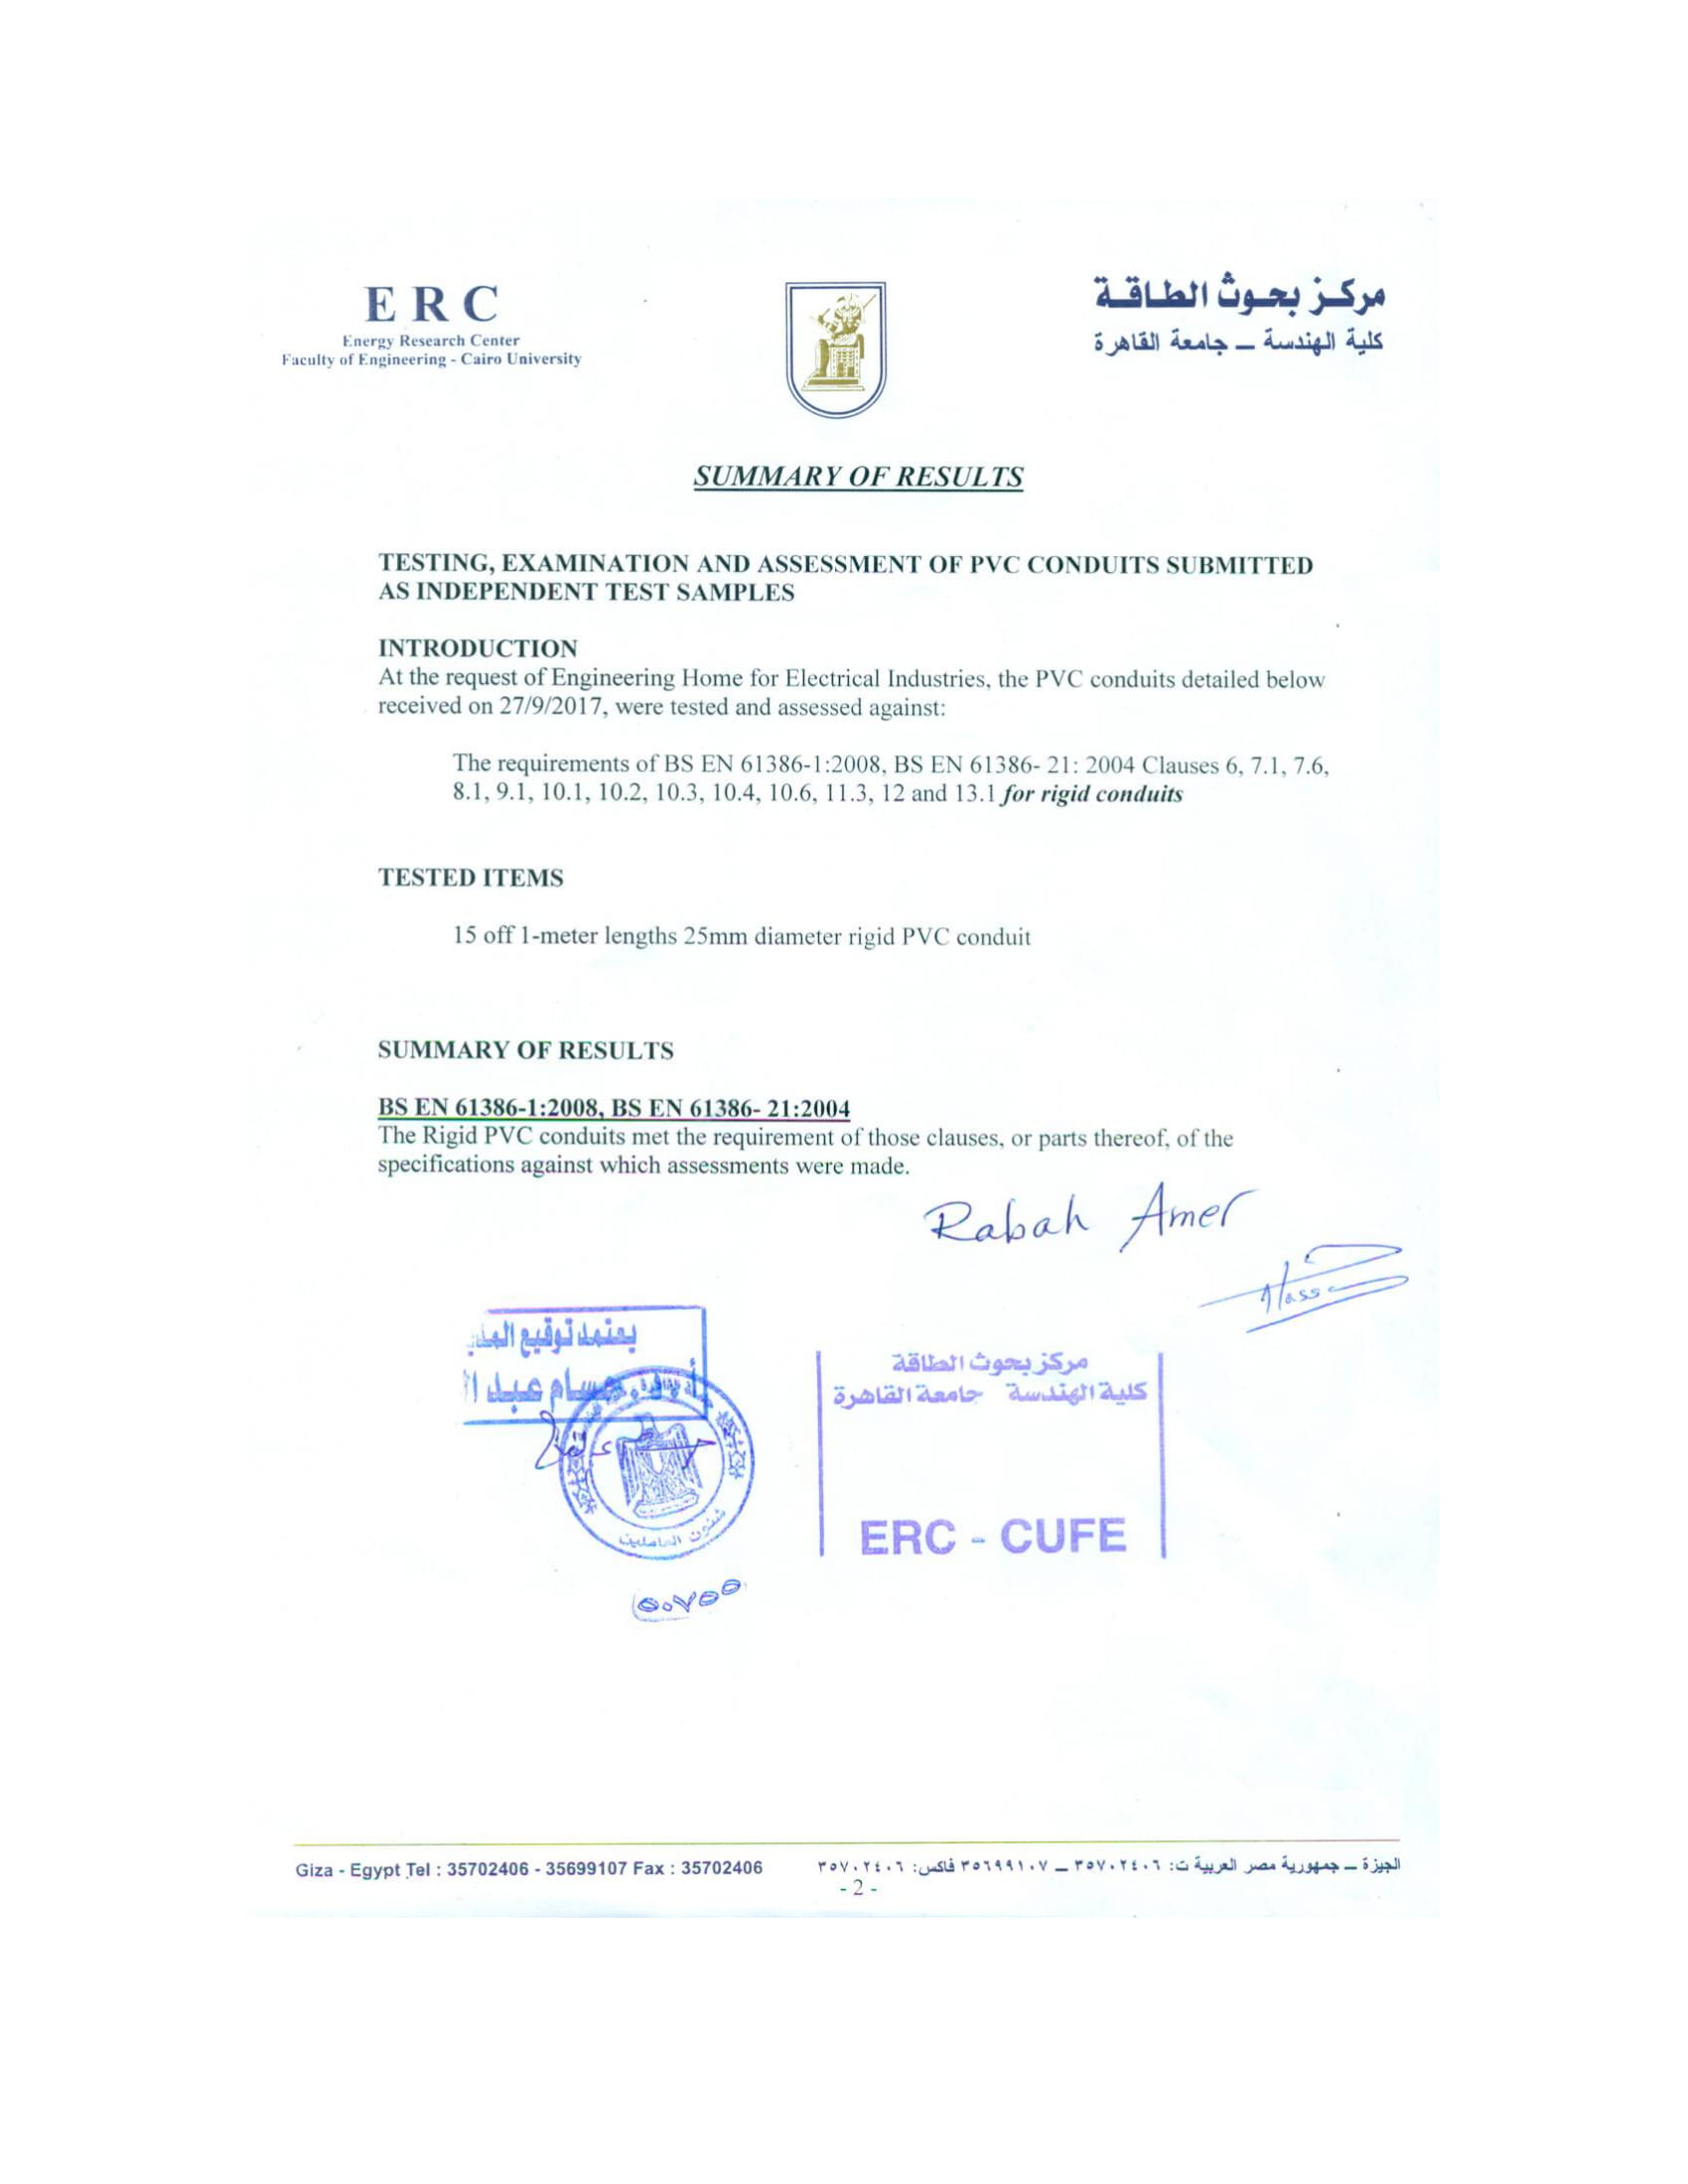 ERC
Energy Research Center
Faculty of Engineering - Cairo University
مركز بحوث الطاقة
كلية الهندسة – جامعة القاهرة
SUMMARY OF RESULTS
TESTING, EXAMINATION AND ASSESSMENT OF PVC CONDUITS SUBMITTED
AS INDEPENDENT TEST SAMPLES
INTRODUCTION
At the request of Engineering Home for Electrical Industries, the PVC conduits detailed below
received on 27/9/2017, were tested and assessed against:
The requirements of BS EN 61386-1:2008, BS EN 61386- 21: 2004 Clauses 6, 7.1, 7.6,
8.1, 9.1, 10.1, 10.2, 10.3, 10.4, 10.6, 11.3, 12 and 13.1 for rigid conduits
TESTED ITEMS
15 off 1-meter lengths 25mm diameter rigid PVC conduit
SUMMARY OF RESULTS
BS EN 61386-1:2008, BS EN 61386- 21:2004
The Rigid PVC conduits met the requirement of those clauses, or parts thereof, of the
specifications against which assessments were made.
Rabah Amer
يعتمد توقيع
عبد
شئون العاملين
٥٠٧٥٥
مركز بحوث الطاقة
كلية الهندسة جامعة القاهرة
ERC - CUFE
Giza - Egypt Tel : 35702406 - 35699107 Fax : 35702406
الجيزة – جمهورية مصر العربية ت: ٣٥٧٠٢٤٠٦ – ٣٥٦٩٩١٠٧ فاكس: ٣٥٧٠٢٤٠٦
- 2 -